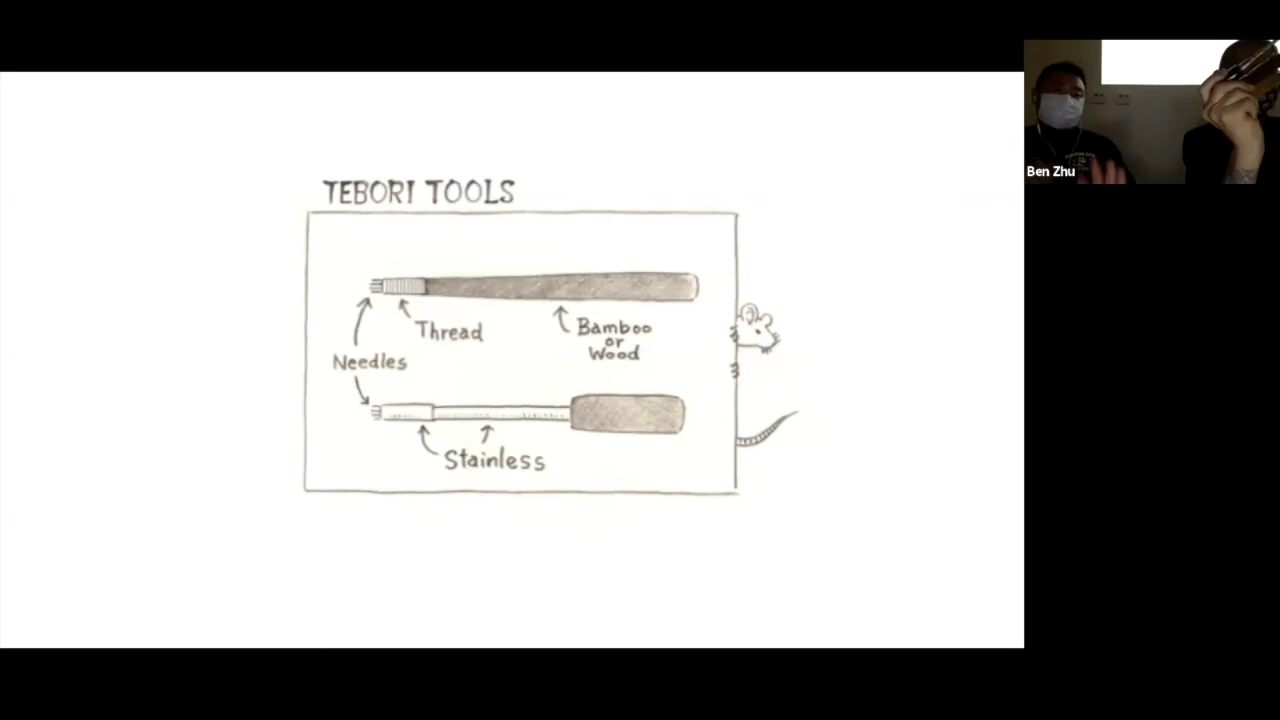 TEBORI TOOLS
Thread
Bamboo
or
Wood
Needles
Stainless
Ben Zhu